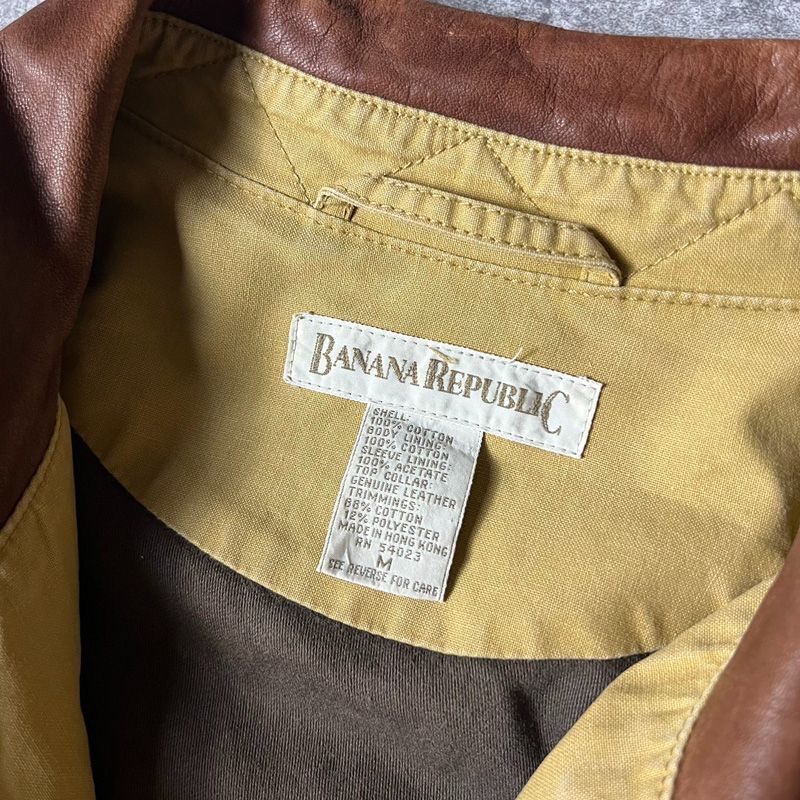 BANANA REPUBLIC
SHELL:
100% COTTON
BODY LINING:
100% COTTON
SLEEVE LINING:
100% ACETATE
TOP COLLAR:
GENUINE LEATHER
TRIMMINGS:
88% COTTON
12% POLYESTER
MADE IN HONG KONG
RN 54023
M
SEE REVERSE FOR CARE